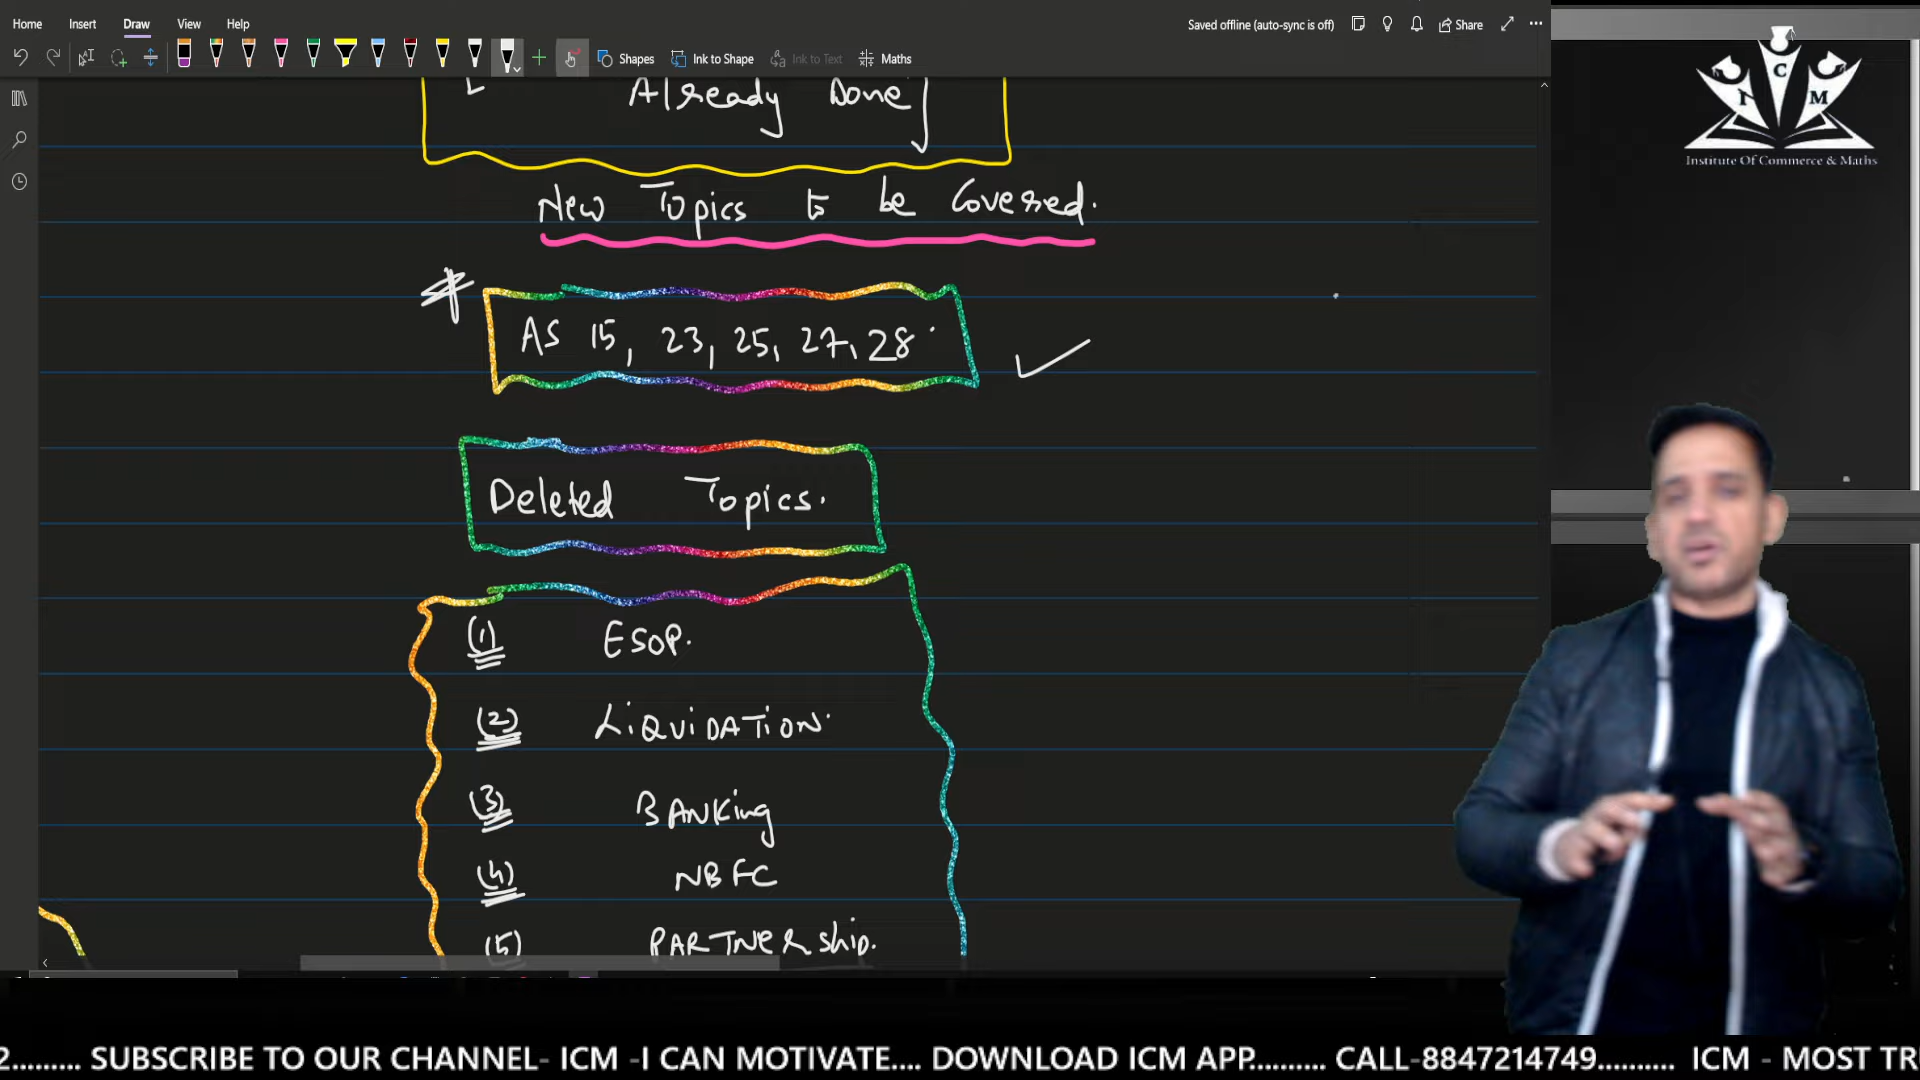 Home Insert Draw View Help
Saved offline (auto-sync is off) Share
Shapes Ink to Shape Ink to Text Maths
Already Done
New Topics to be Covered.
AS 15, 23, 25, 27, 28
Deleted Topics.
(1) ESOP.
(2) LiQUiDATiON
(3) BANKing
(4) NBFC
(5) PARTNERship.
I C M
Institute Of Commerce & Maths
2......... SUBSCRIBE TO OUR CHANNEL- ICM -I CAN MOTIVATE.... DOWNLOAD ICM APP.......... CALL-8847214749.......... ICM - MOST TR